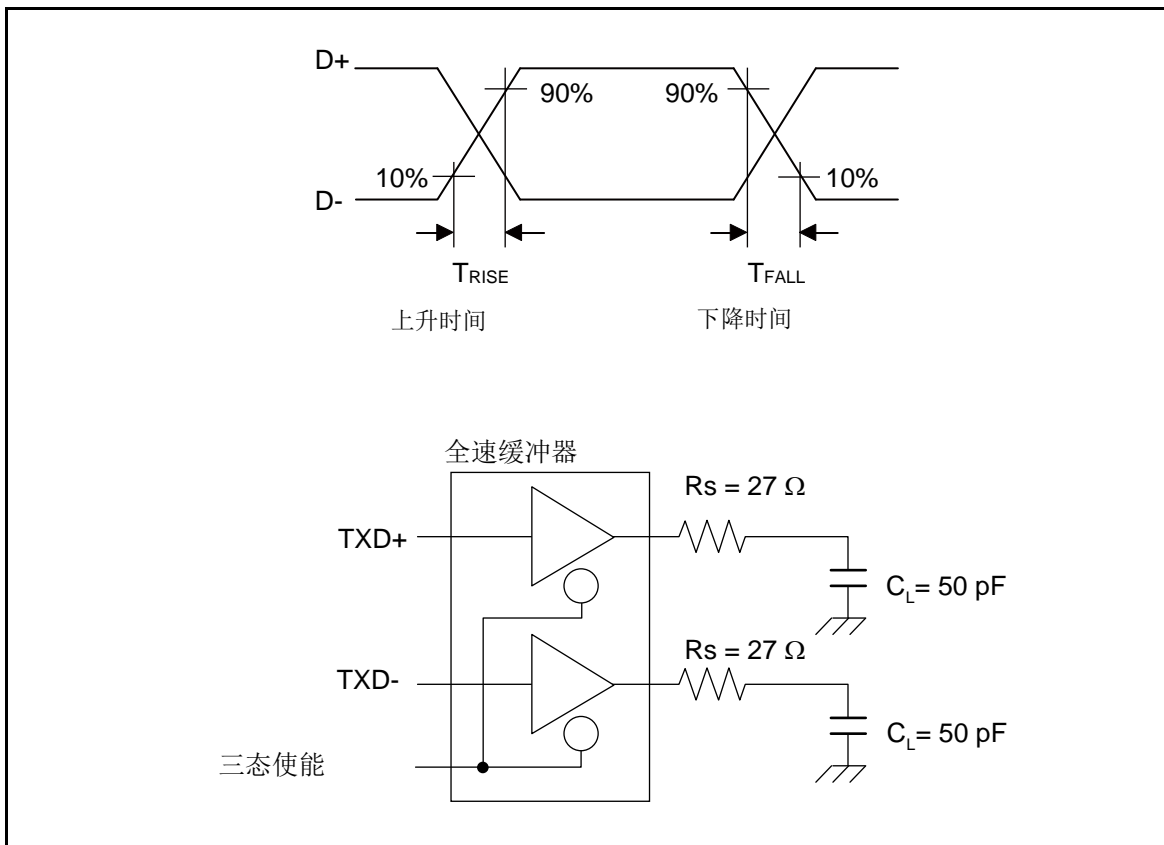 D+
90% 90%
10% 10%
D-
TRISE TFALL
上升时间 下降时间
全速缓冲器
Rs = 27 Ω
TXD+
CL= 50 pF
Rs = 27 Ω
TXD-
CL= 50 pF
三态使能